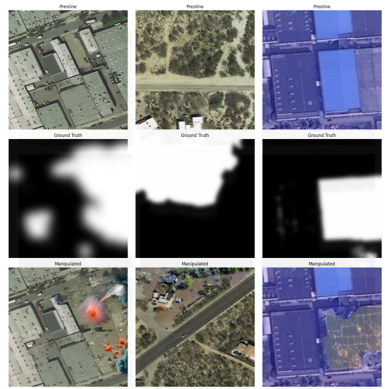 Prestine Prestine Prestine
Ground Truth Ground Truth Ground Truth
Manipulated Manipulated Manipulated